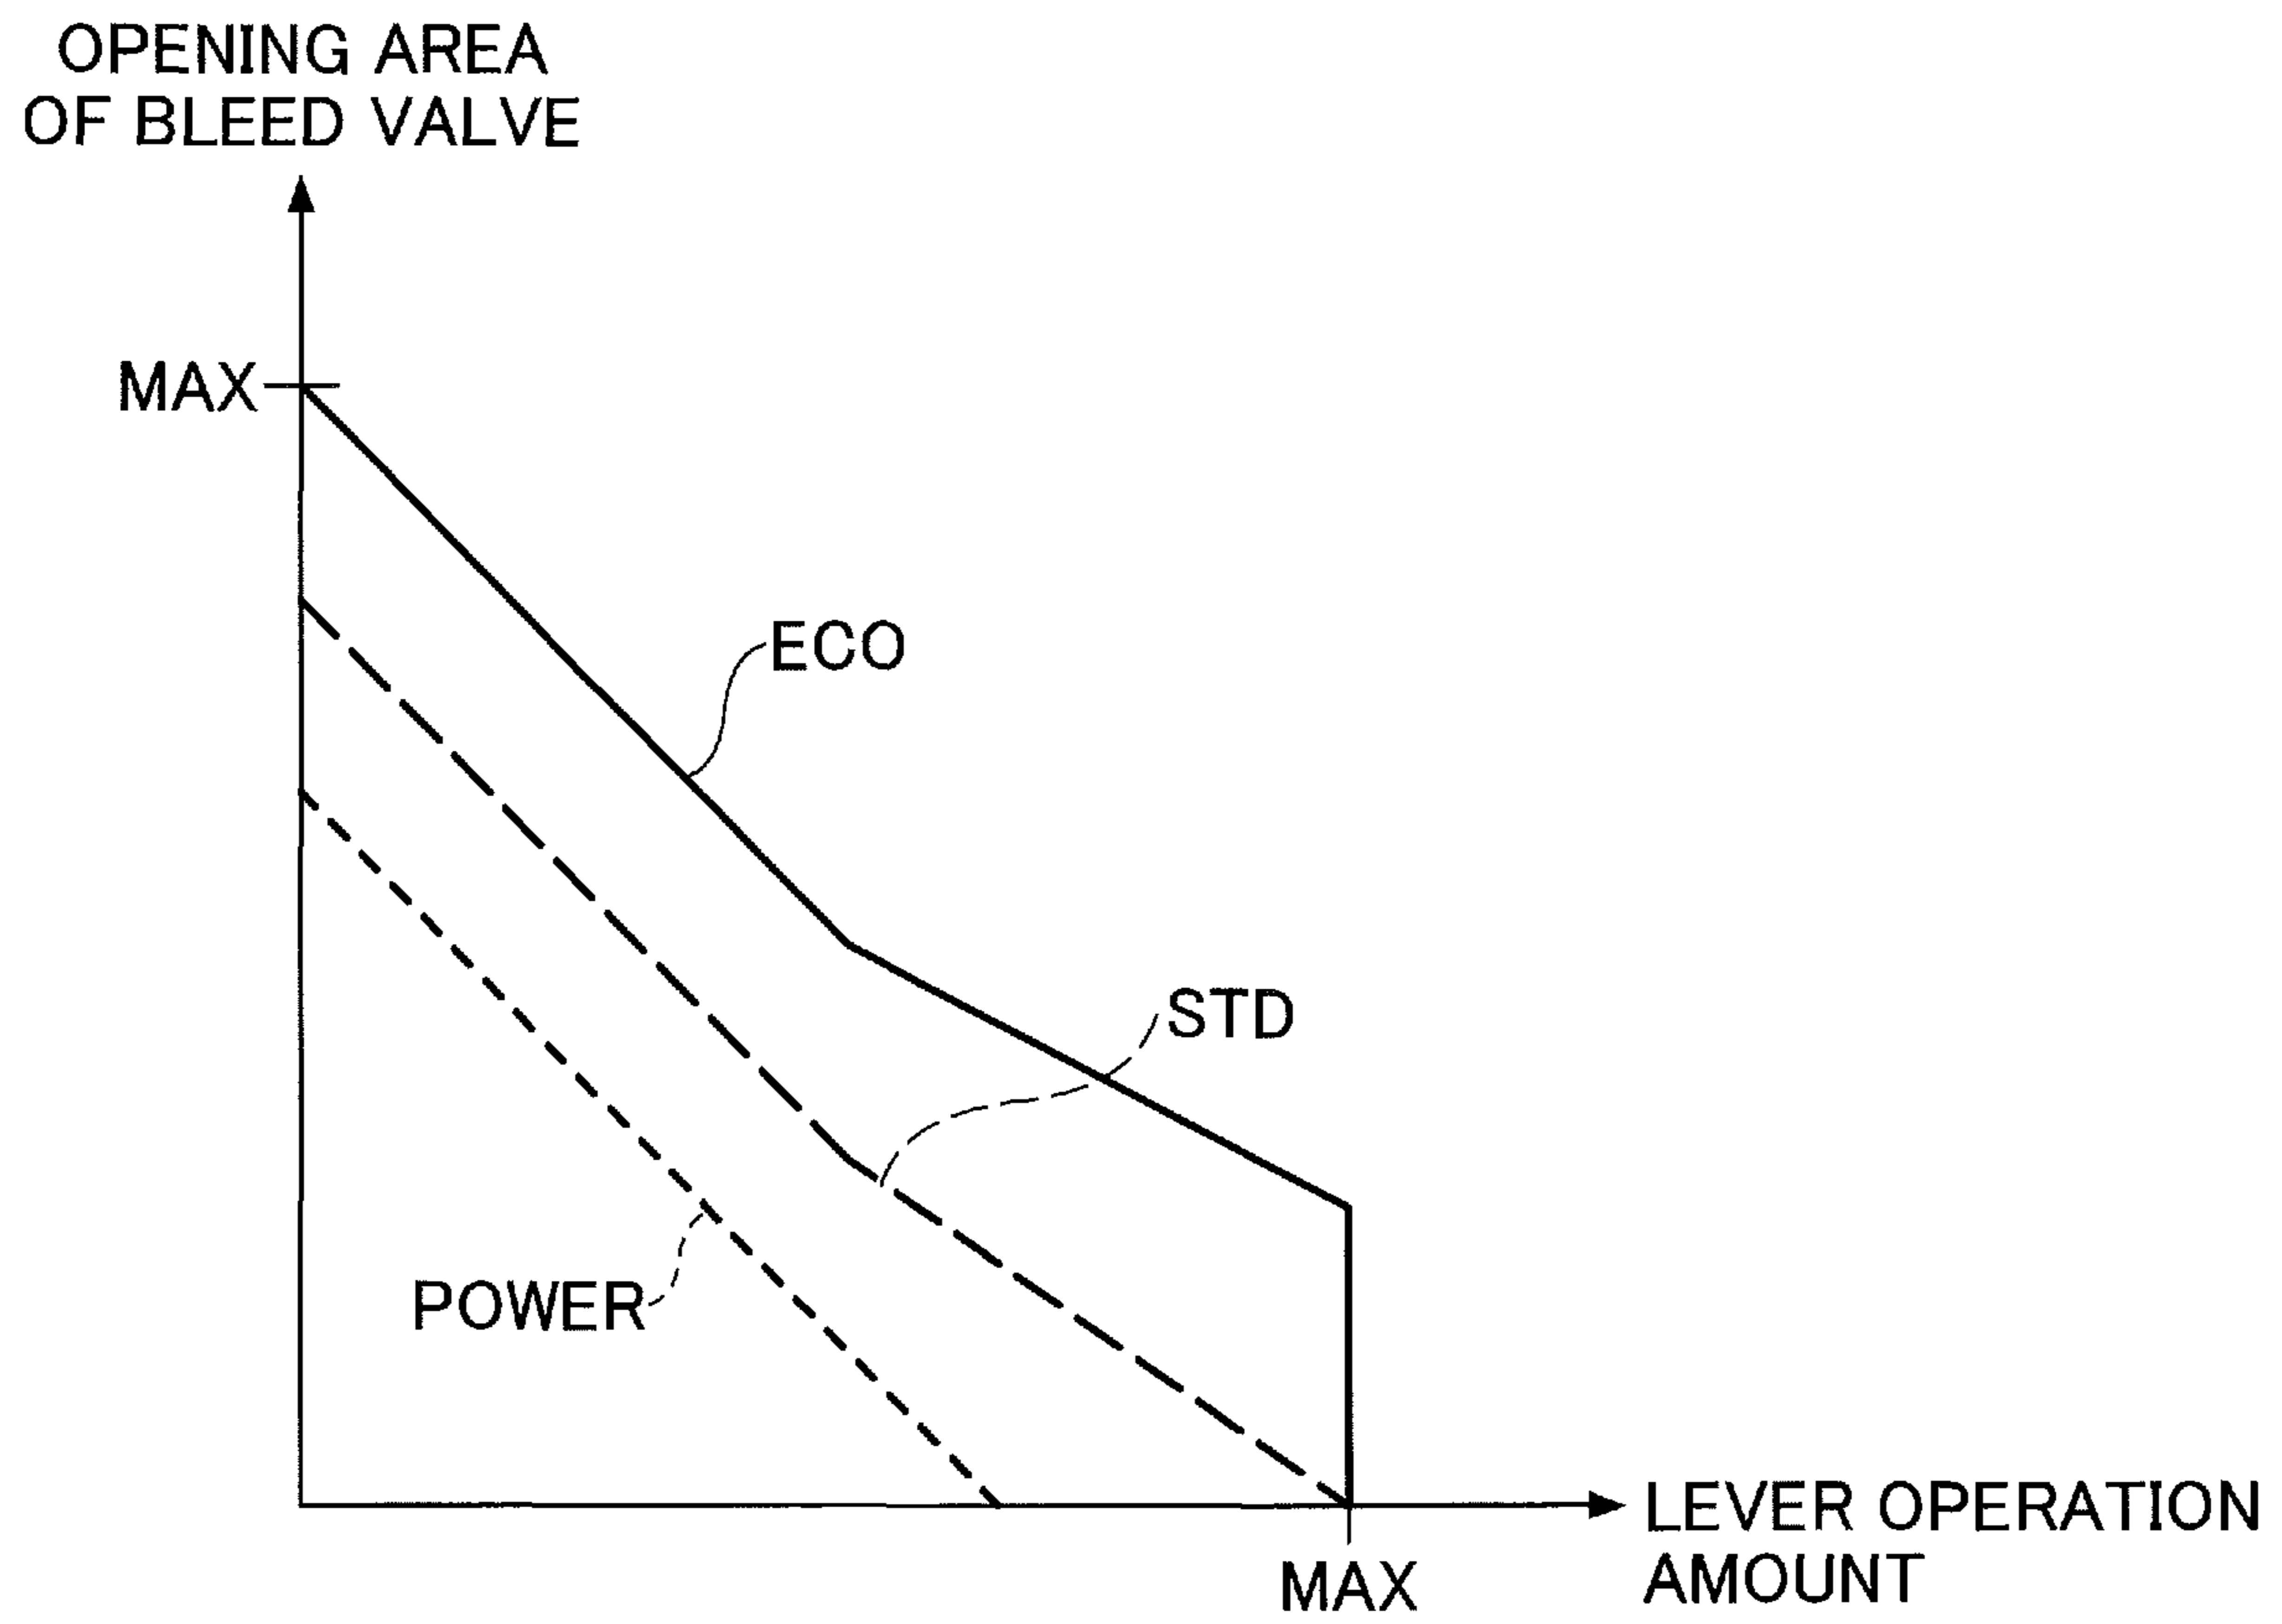 OPENING AREA
OF BLEED VALVE
MAX
ECO
STD
POWER
LEVER OPERATION
AMOUNT
MAX